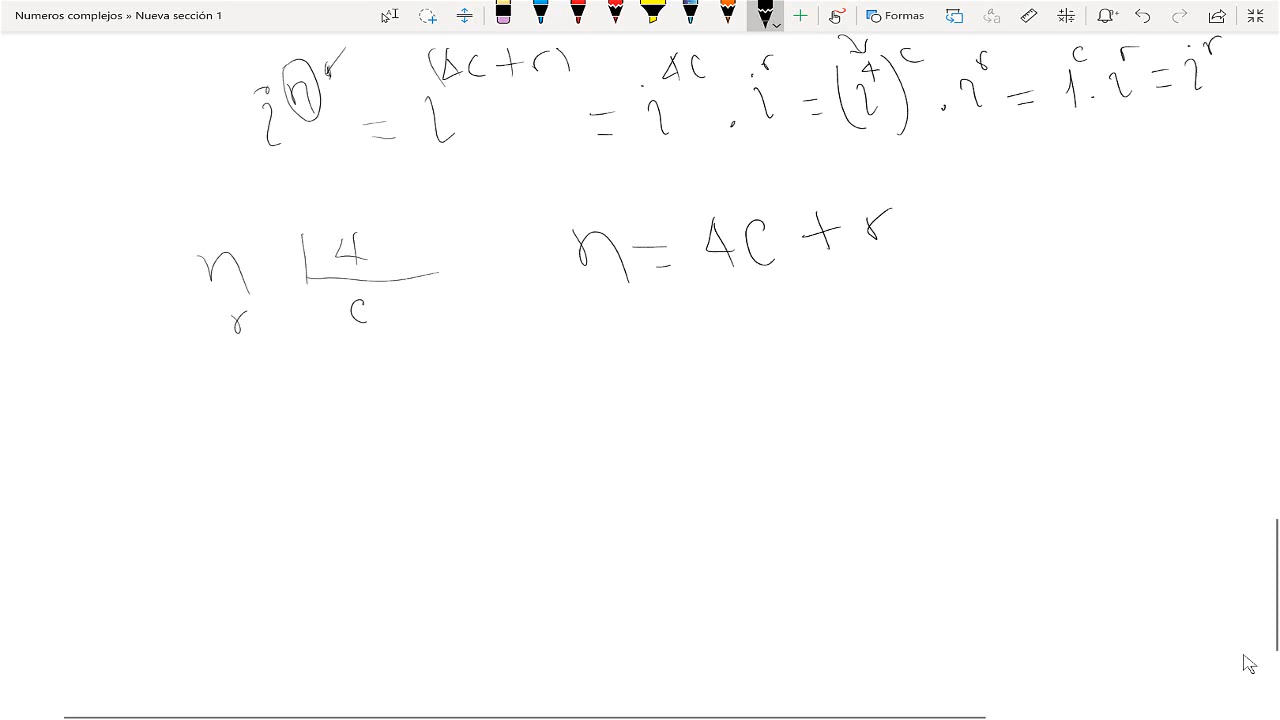 Numeros complejos » Nueva sección 1 Formas
i^n = i^(4c+r) = i^4c . i^r = (i^4)^c . i^r = 1^c . i^r = i^r
n |4 n = 4c + r
r c